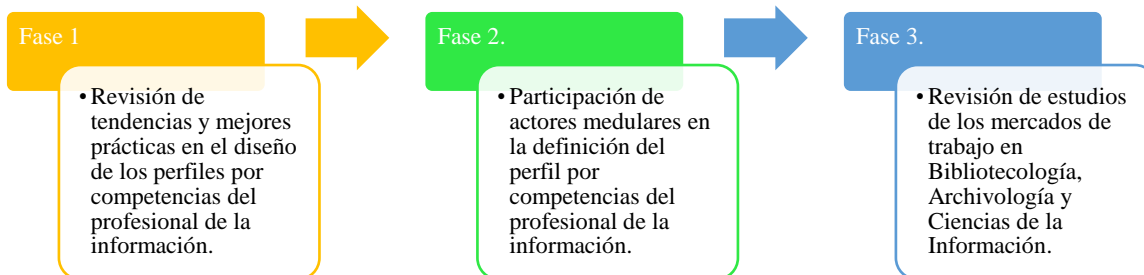 Fase 1
• Revisión de
tendencias y mejores
prácticas en el diseño
de los perfiles por
competencias del
profesional de la
información.
Fase 2.
• Participación de
actores medulares en
la definición del
perfil por
competencias del
profesional de la
información.
Fase 3.
• Revisión de estudios
de los mercados de
trabajo en
Bibliotecología,
Archivología y
Ciencias de la
Información.